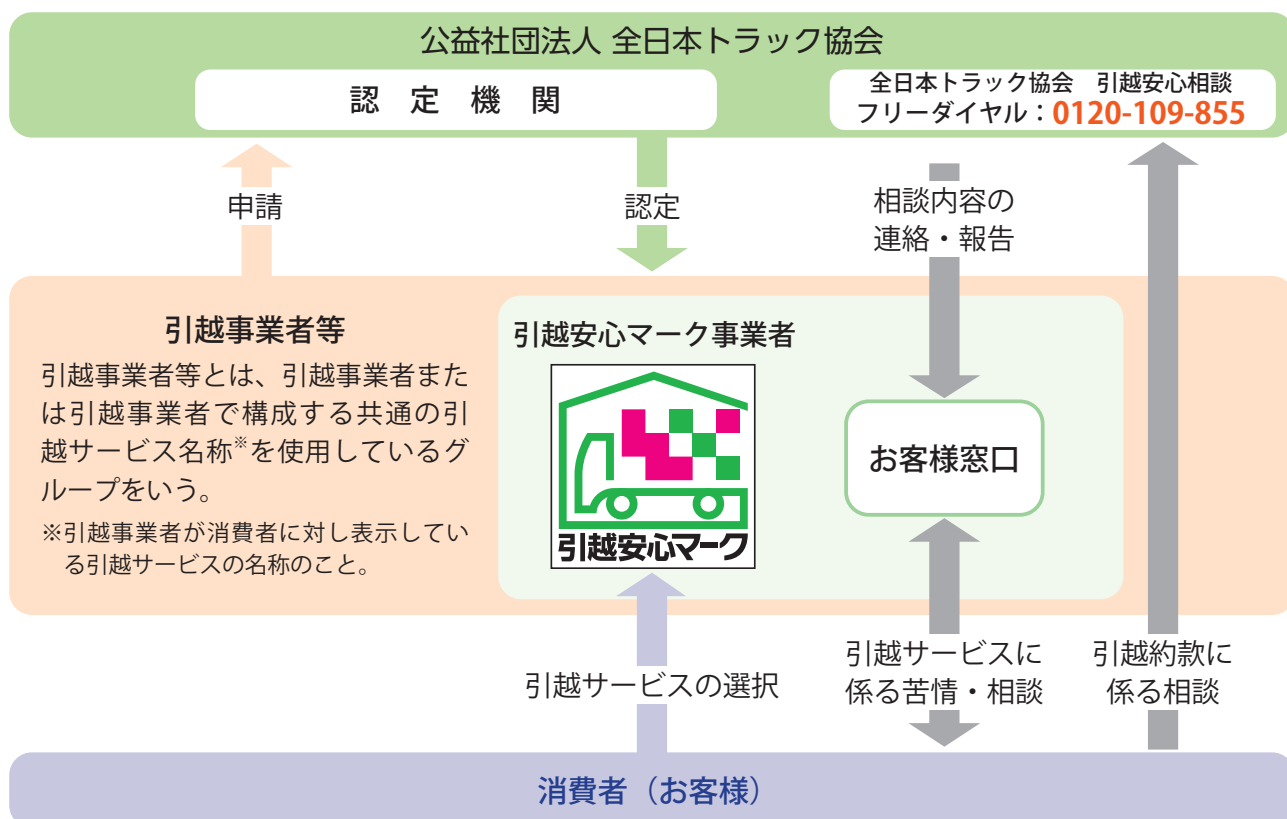 公益社団法人 全日本トラック協会
認定機関
全日本トラック協会 引越安心相談
フリーダイヤル：0120-109-855
申請
認定
相談内容の
連絡・報告
引越事業者等
引越事業者等とは、引越事業者また
は引越事業者で構成する共通の引
越サービス名称※を使用しているグ
ループをいう。
※引越事業者が消費者に対し表示してい
る引越サービスの名称のこと。
引越安心マーク事業者
引越安心マーク
お客様窓口
引越サービスの選択
引越サービスに
係る苦情・相談
引越約款に
係る相談
消費者（お客様）